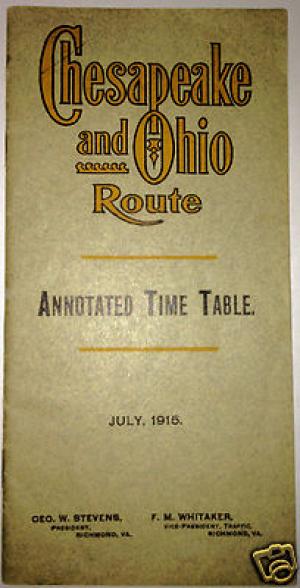 Chesapeake
and Ohio
Route
ANNOTATED TIME TABLE.
JULY, 1915.
GEO. W. STEVENS,
PRESIDENT,
RICHMOND, VA.
F. M. WHITAKER,
VICE-PRESIDENT, TRAFFIC,
RICHMOND, VA.